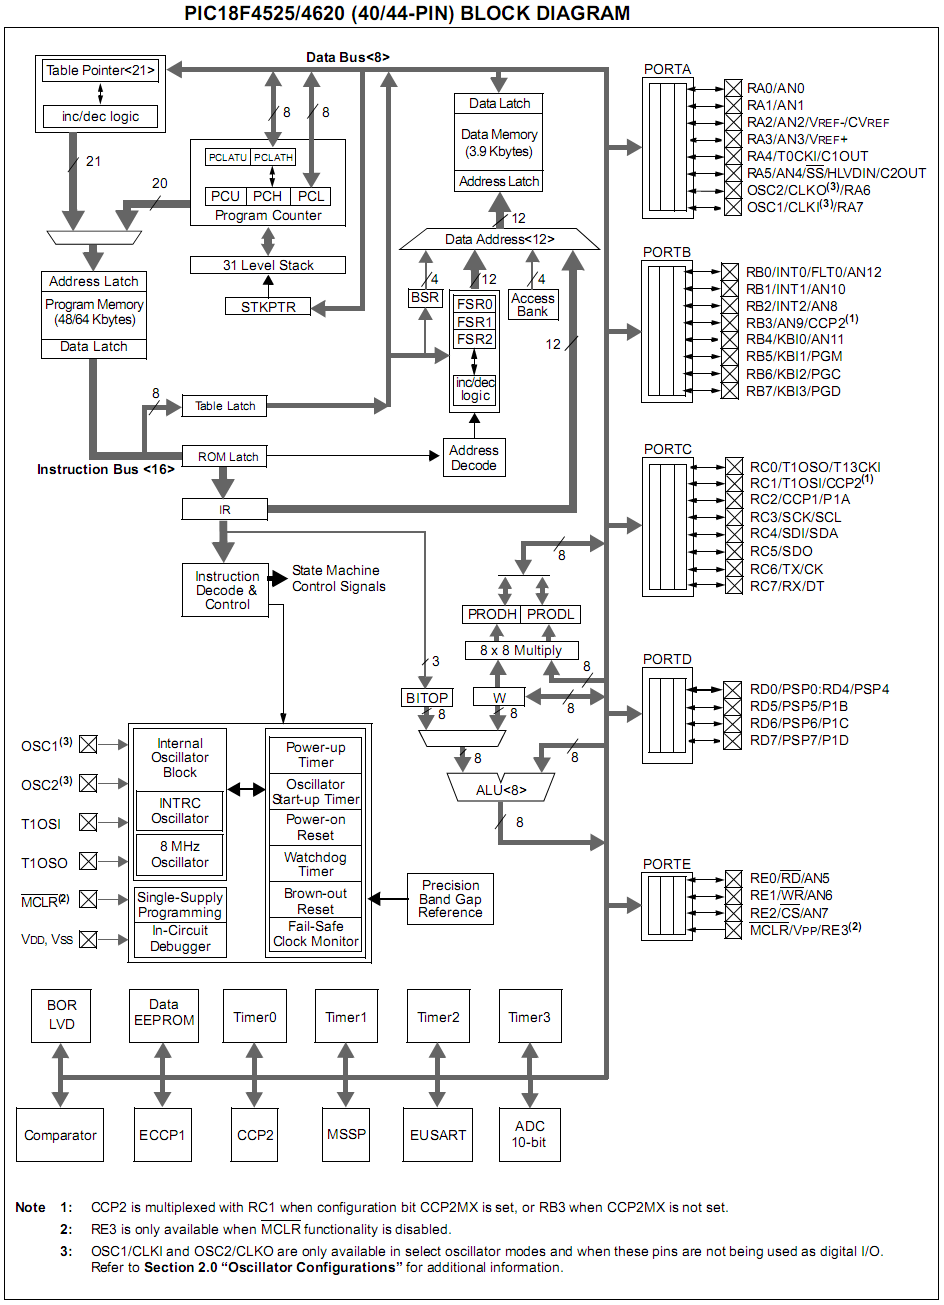 PIC18F4525/4620 (40/44-PIN) BLOCK DIAGRAM
Data Bus<8>
Table Pointer<21>
inc/dec logic
21
20
8
8
PCLATU PCLATH
PCU PCH PCL
Program Counter
31 Level Stack
STKPTR
Address Latch
Program Memory
(48/64 Kbytes)
Data Latch
8
Table Latch
Instruction Bus <16>
ROM Latch
IR
Data Latch
Data Memory
(3.9 Kbytes)
Address Latch
12
Data Address<12>
4
12
4
BSR
FSR0
FSR1
FSR2
inc/dec
logic
Access
Bank
12
Address
Decode
Instruction
Decode &
Control
State Machine
Control Signals
8
PRODH PRODL
8 x 8 Multiply
3
8
BITOP
W
8
8
8
8
8
ALU<8>
8
PORTA
RA0/AN0
RA1/AN1
RA2/AN2/VREF-/CVREF
RA3/AN3/VREF+
RA4/T0CKI/C1OUT
RA5/AN4/SS/HLVDIN/C2OUT
OSC2/CLKO(3)/RA6
OSC1/CLKI(3)/RA7
PORTB
RB0/INT0/FLT0/AN12
RB1/INT1/AN10
RB2/INT2/AN8
RB3/AN9/CCP2(1)
RB4/KBI0/AN11
RB5/KBI1/PGM
RB6/KBI2/PGC
RB7/KBI3/PGD
PORTC
RC0/T1OSO/T13CKI
RC1/T1OSI/CCP2(1)
RC2/CCP1/P1A
RC3/SCK/SCL
RC4/SDI/SDA
RC5/SDO
RC6/TX/CK
RC7/RX/DT
PORTD
RD0/PSP0:RD4/PSP4
RD5/PSP5/P1B
RD6/PSP6/P1C
RD7/PSP7/P1D
PORTE
RE0/RD/AN5
RE1/WR/AN6
RE2/CS/AN7
MCLR/VPP/RE3(2)
OSC1(3)
OSC2(3)
T1OSI
T1OSO
MCLR(2)
VDD, VSS
Internal
Oscillator
Block
INTRC
Oscillator
8 MHz
Oscillator
Single-Supply
Programming
In-Circuit
Debugger
Power-up
Timer
Oscillator
Start-up Timer
Power-on
Reset
Watchdog
Timer
Brown-out
Reset
Fail-Safe
Clock Monitor
Precision
Band Gap
Reference
BOR
LVD
Data
EEPROM
Timer0
Timer1
Timer2
Timer3
Comparator
ECCP1
CCP2
MSSP
EUSART
ADC
10-bit
Note 1: CCP2 is multiplexed with RC1 when configuration bit CCP2MX is set, or RB3 when CCP2MX is not set.
2: RE3 is only available when MCLR functionality is disabled.
3: OSC1/CLKI and OSC2/CLKO are only available in select oscillator modes and when these pins are not being used as digital I/O.
Refer to Section 2.0 “Oscillator Configurations” for additional information.